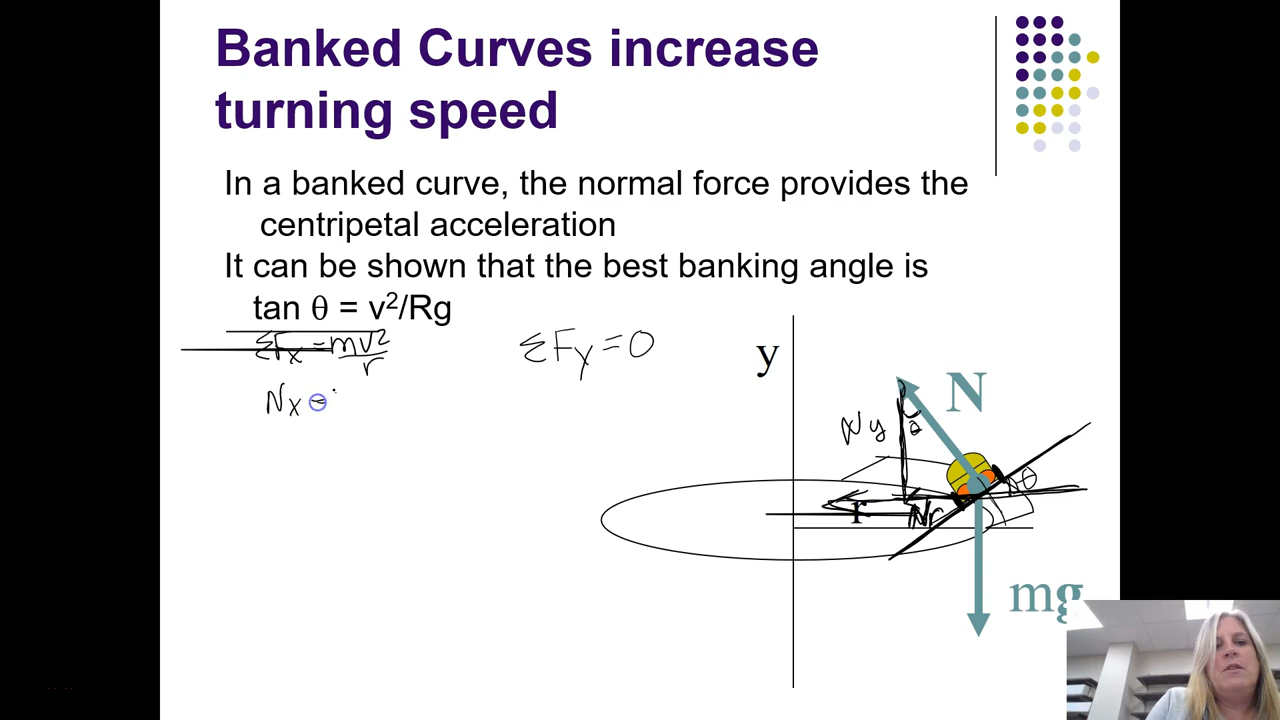 Banked Curves increase
turning speed
In a banked curve, the normal force provides the
centripetal acceleration
It can be shown that the best banking angle is
tan θ = v²/Rg
ΣFx = mv²/r
ΣFy = 0
Nx =
y
N
Ny
θ
θ
r
Nr
mg